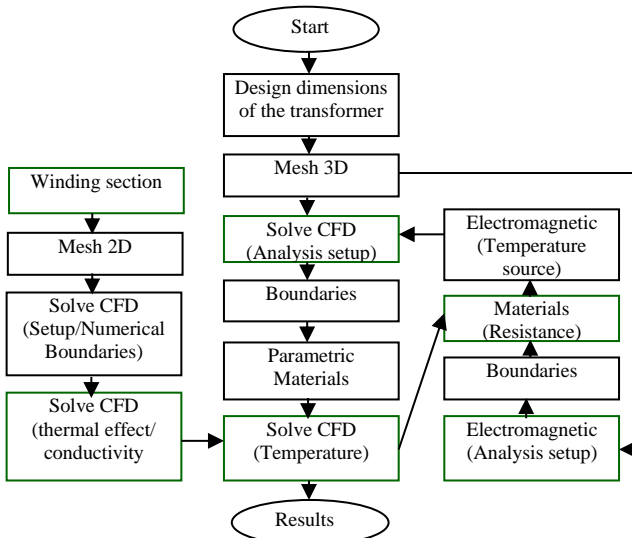 Start
Design dimensions
of the transformer
Mesh 3D
Solve CFD
(Analysis setup)
Boundaries
Parametric
Materials
Solve CFD
(Temperature)
Results
Winding section
Mesh 2D
Solve CFD
(Setup/Numerical
Boundaries)
Solve CFD
(thermal effect/
conductivity
Electromagnetic
(Temperature
source)
Materials
(Resistance)
Boundaries
Electromagnetic
(Analysis setup)